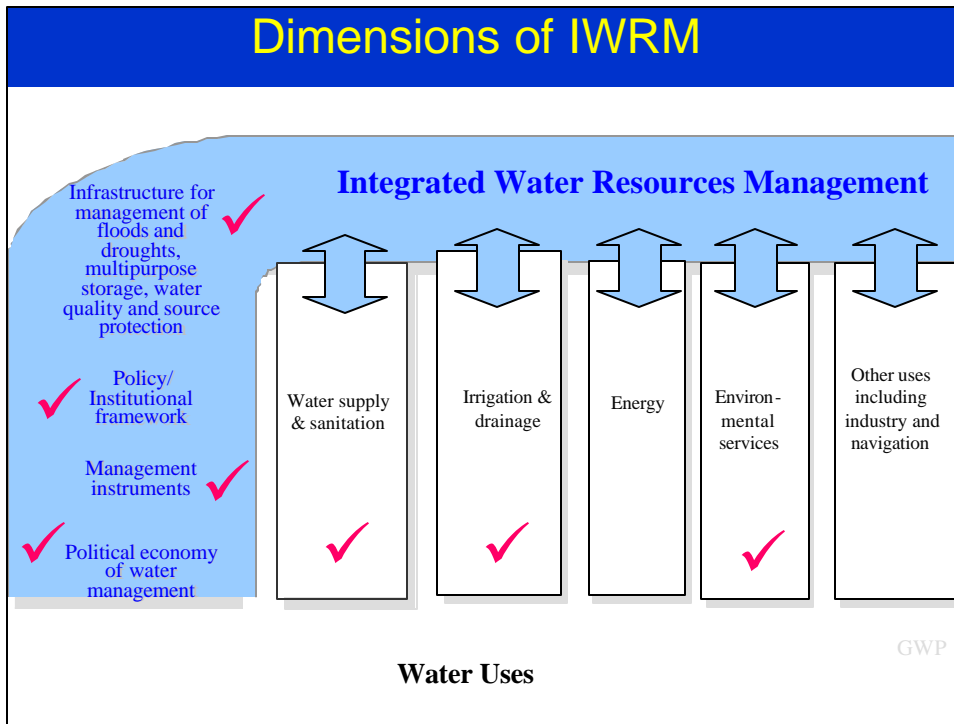 Dimensions of IWRM
Integrated Water Resources Management
Infrastructure for
management of
floods and
droughts,
multipurpose
storage, water
quality and source
protection
Policy/
Institutional
framework
Management
instruments
Political economy
of water
management
Water supply
& sanitation
Irrigation &
drainage
Energy
Environ-
mental
services
Other uses
including
industry and
navigation
GWP
Water Uses